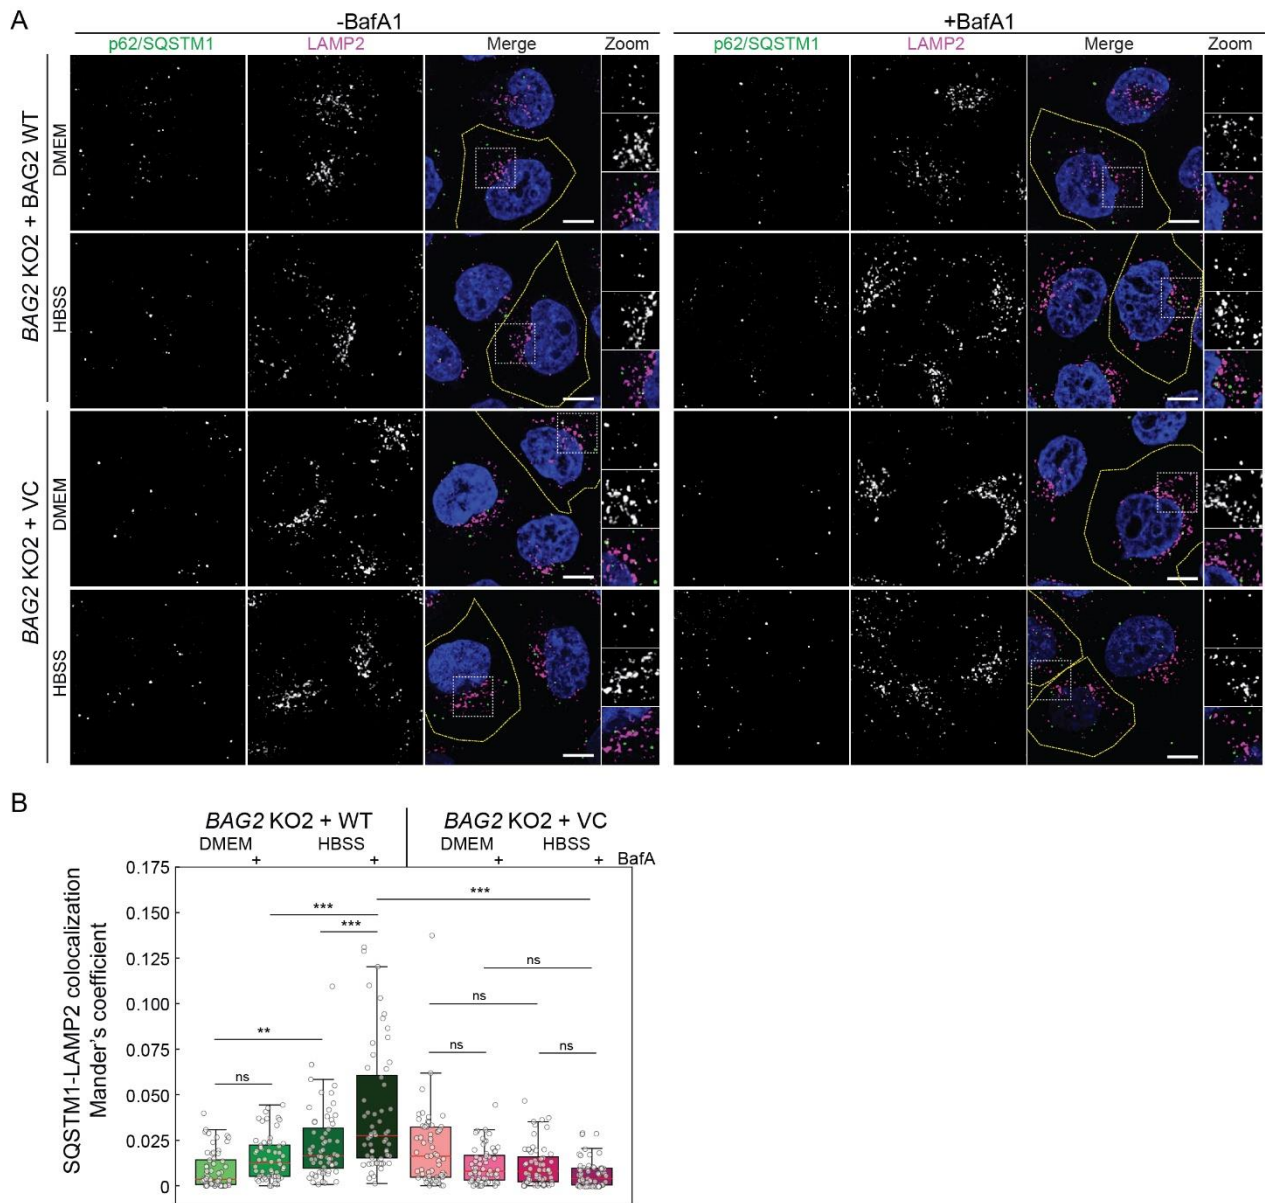 A
-BafA1
+BafA1
p62/SQSTM1 LAMP2 Merge Zoom
p62/SQSTM1 LAMP2 Merge Zoom
BAG2 KO2 + BAG2 WT
DMEM
HBSS
BAG2 KO2 + VC
DMEM
HBSS
B
BAG2 KO2 + WT
BAG2 KO2 + VC
DMEM HBSS DMEM HBSS
+ + + + BafA
SQSTM1-LAMP2 colocalization
Mander's coefficient
0.175
0.150
0.125
0.100
0.075
0.050
0.025
0
***
***
***
ns
ns
**
ns
ns
ns